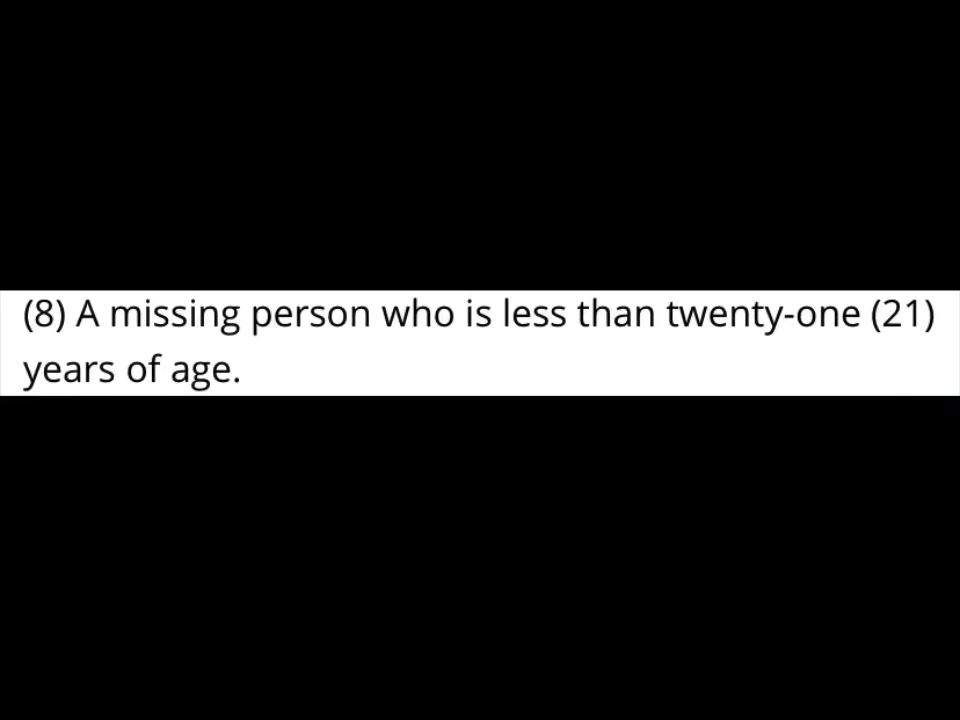 (8) A missing person who is less than twenty-one (21)
years of age.